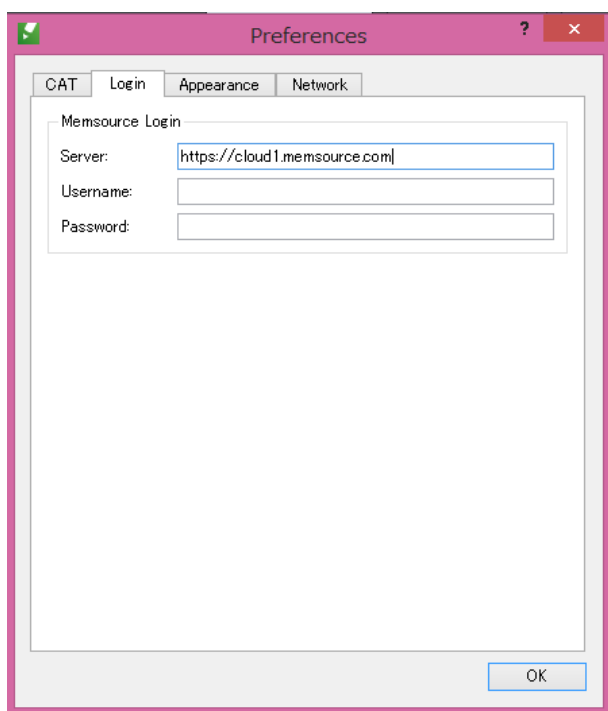 Preferences
?
CAT Login Appearance Network
Memsource Login
Server: https://cloud1.memsource.com
Username:
Password:
OK